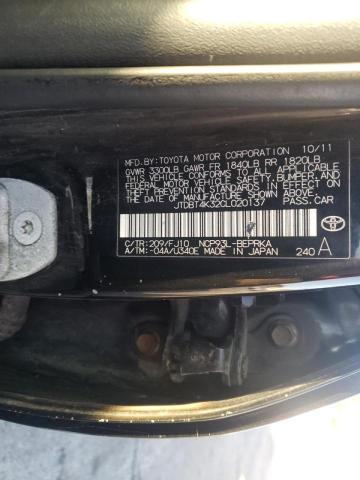 MFD.BY:TOYOTA MOTOR CORPORATION 10/11
GVWR 3300LB GAWR FR 1840LB RR 1820LB
THIS VEHICLE CONFORMS TO ALL APPLICABLE
FEDERAL MOTOR VEHICLE SAFETY, BUMPER, AND
THEFT PREVENTION STANDARDS IN EFFECT ON
THE DATE OF MANUFACTURE SHOWN ABOVE.
JTDBT4K32CL020137 PASS.CAR
C/TR:209/FJ10 NCP93L-BEPRKA
A/TM:-04A/U340E MADE IN JAPAN 240 A